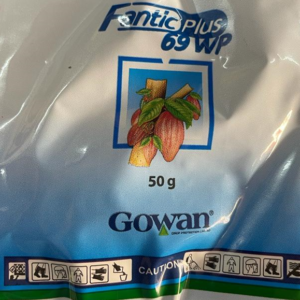 Fantic Plus
69 WP
50 g
Gowan®
CAUTION